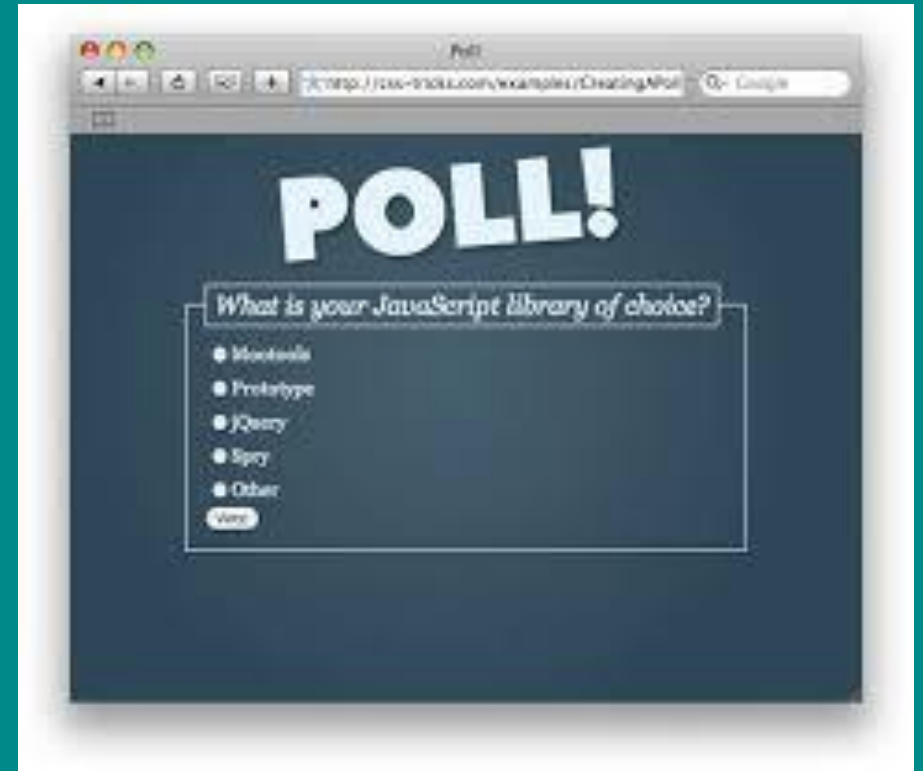 Poll
http://css-tricks.com/examples/CreatingAPoll
Google
POLL!
What is your JavaScript library of choice?
Mootools
Prototype
jQuery
Spry
Other
Vote